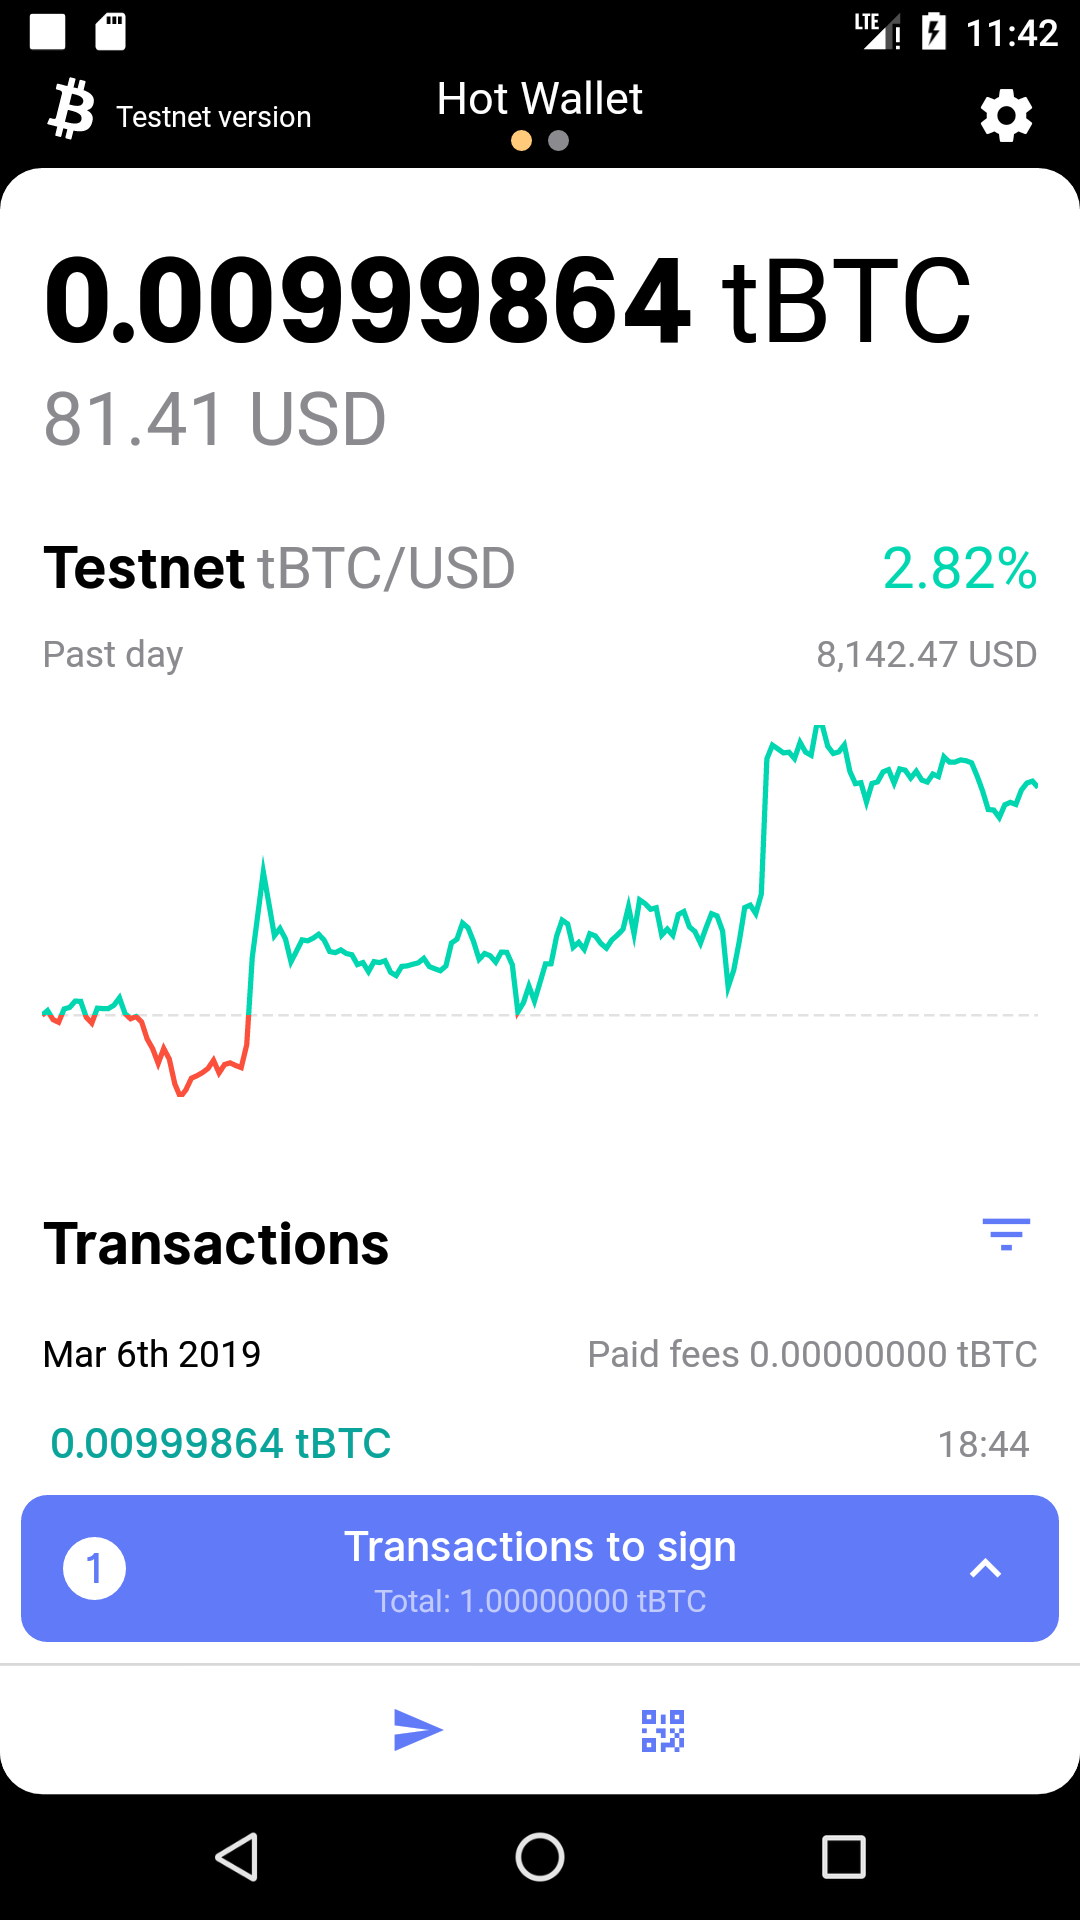 LTE 11:42
Testnet version
Hot Wallet
0.00999864 tBTC
81.41 USD
Testnet tBTC/USD 2.82%
Past day 8,142.47 USD
Transactions
Mar 6th 2019 Paid fees 0.00000000 tBTC
0.00999864 tBTC 18:44
1 Transactions to sign
Total: 1.00000000 tBTC